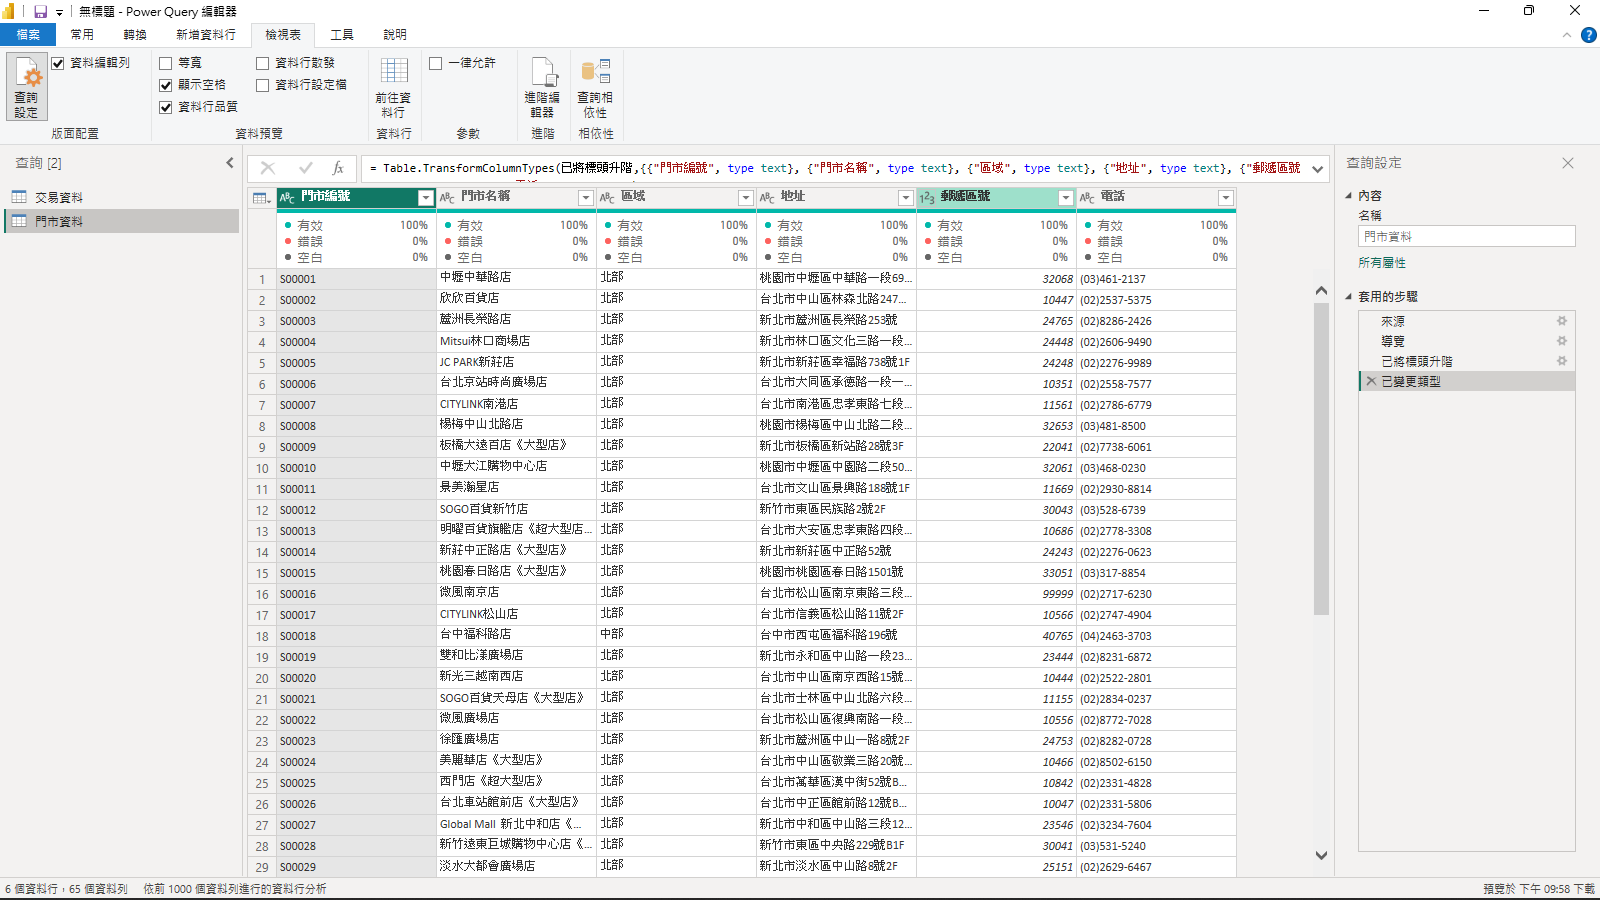 無標題 - Power Query 編輯器
檔案 常用 轉換 新增資料行 檢視表 工具 說明
查詢設定
資料編輯列
版面配置
等寬
顯示空格
資料行品質
資料行散發
資料行設定檔
資料預覽
前往資料行
資料行
一律允許
參數
進階編輯器
進階
查詢相依性
相依性
查詢 [2]
交易資料
門市資料
= Table.TransformColumnTypes(已將標頭升階,{{"門市編號", type text}, {"門市名稱", type text}, {"區域", type text}, {"地址", type text}, {"郵遞區號
門市編號 門市名稱 區域 地址 郵遞區號 電話
有效 100% 有效 100% 有效 100% 有效 100% 有效 100% 有效 100%
錯誤 0% 錯誤 0% 錯誤 0% 錯誤 0% 錯誤 0% 錯誤 0%
空白 0% 空白 0% 空白 0% 空白 0% 空白 0% 空白 0%
1 S00001 中壢中華路店 北部 桃園市中壢區中華路一段69... 32068 (03)461-2137
2 S00002 欣欣百貨店 北部 台北市中山區林森北路247... 10447 (02)2537-5375
3 S00003 蘆洲長榮路店 北部 新北市蘆洲區長榮路253號 24765 (02)8286-2426
4 S00004 Mitsui林口商場店 北部 新北市林口區文化三路一段... 24448 (02)2606-9490
5 S00005 JC PARK新莊店 北部 新北市新莊區幸福路738號1F 24248 (02)2276-9989
6 S00006 台北京站時尚廣場店 北部 台北市大同區承德路一段一... 10351 (02)2558-7577
7 S00007 CITYLINK南港店 北部 台北市南港區忠孝東路七段... 11561 (02)2786-6779
8 S00008 楊梅中山北路店 北部 桃園市楊梅區中山北路二段... 32653 (03)481-8500
9 S00009 板橋大遠百店《大型店》 北部 新北市板橋區新站路28號3F 22041 (02)7738-6061
10 S00010 中壢大江購物中心店 北部 桃園市中壢區中園路二段50... 32061 (03)468-0230
11 S00011 景美瀚星店 北部 台北市文山區景興路188號1F 11669 (02)2930-8814
12 S00012 SOGO百貨新竹店 北部 新竹市東區民族路2號2F 30043 (03)528-6739
13 S00013 明曜百貨旗艦店《超大型店... 北部 台北市大安區忠孝東路四段... 10686 (02)2778-3308
14 S00014 新莊中正路店《大型店》 北部 新北市新莊區中正路52號 24243 (02)2276-0623
15 S00015 桃園春日路店《大型店》 北部 桃園市桃園區春日路1501號 33051 (03)317-8854
16 S00016 微風南京店 北部 台北市松山區南京東路三段... 99999 (02)2717-6230
17 S00017 CITYLINK松山店 北部 台北市信義區松山路11號2F 10566 (02)2747-4904
18 S00018 台中福科路店 中部 台中市西屯區福科路196號 40765 (04)2463-3703
19 S00019 雙和比漾廣場店 北部 新北市永和區中山路一段23... 23444 (02)8231-6872
20 S00020 新光三越南西店 北部 台北市中山區南京西路15號... 10444 (02)2522-2801
21 S00021 SOGO百貨天母店《大型店》 北部 台北市士林區中山北路六段... 11155 (02)2834-0237
22 S00022 微風廣場店 北部 台北市松山區復興南路一段... 10556 (02)8772-7028
23 S00023 徐匯廣場店 北部 新北市蘆洲區中山一路8號2F 24753 (02)8282-0728
24 S00024 美麗華店《大型店》 北部 台北市中山區敬業三路20號... 10466 (02)8502-6150
25 S00025 西門店《超大型店》 北部 台北市萬華區漢中街52號B... 10842 (02)2331-4828
26 S00026 台北車站館前店《大型店》 北部 台北市中正區館前路12號B... 10047 (02)2331-5806
27 S00027 Global Mall 新北中和店《... 北部 新北市中和區中山路三段12... 23546 (02)3234-7604
28 S00028 新竹遠東巨城購物中心店《... 北部 新竹市東區中央路229號B1F 30041 (03)531-5240
29 S00029 淡水大都會廣場店 北部 新北市淡水區中山路8號2F 25151 (02)2629-6467
查詢設定
內容
名稱
門市資料
所有屬性
套用的步驟
來源
導覽
已將標頭升階
已變更類型
6 個資料行，65 個資料列 依前 1000 個資料列進行的資料行分析
預覽於 下午 09:58 下載